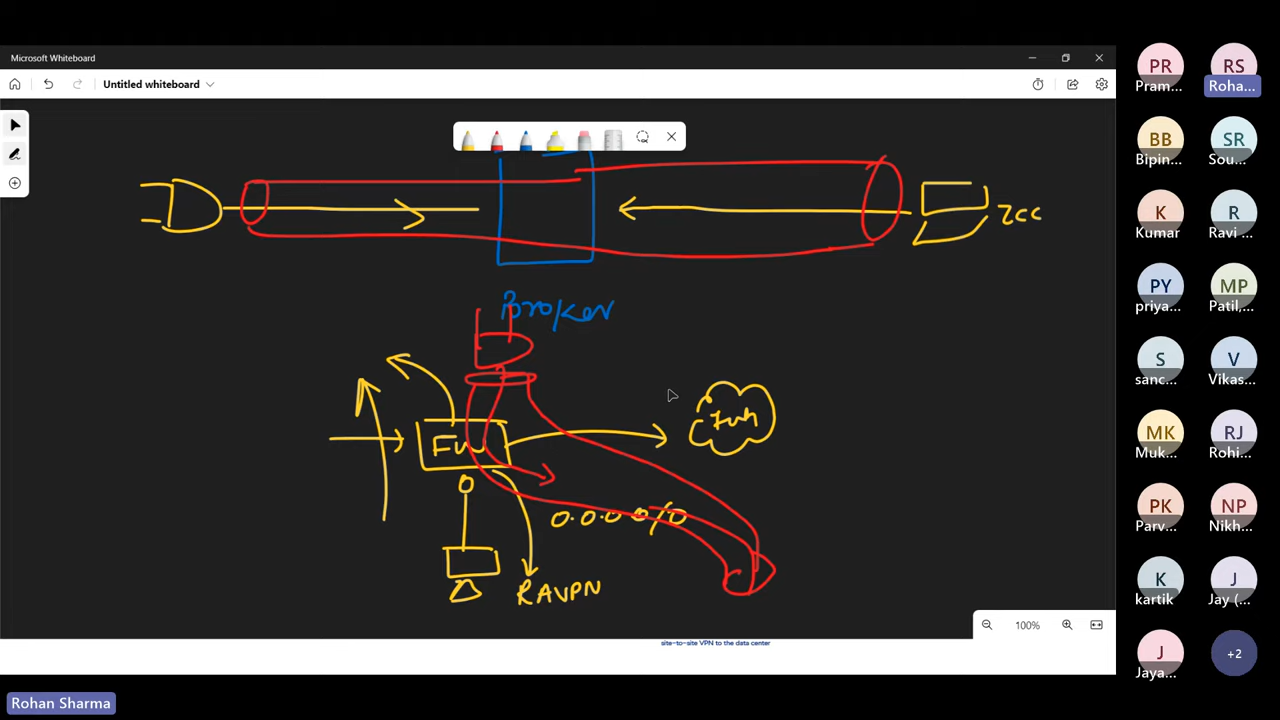 Microsoft Whiteboard
Untitled whiteboard
zcc
Broker
FW
0.0.0.0/0
RAVPN
100%
site-to-site VPN to the data center
Rohan Sharma
PR
Pram...
RS
Roha...
BB
Bipin...
SR
Sou...
K
Kumar
R
Ravi ...
PY
priya...
MP
Patil,...
S
sanc...
V
Vikas...
MK
Muk...
RJ
Rohi...
PK
Parv...
NP
Nikh...
K
kartik
J
Jay (...
J
Jaya...
+2